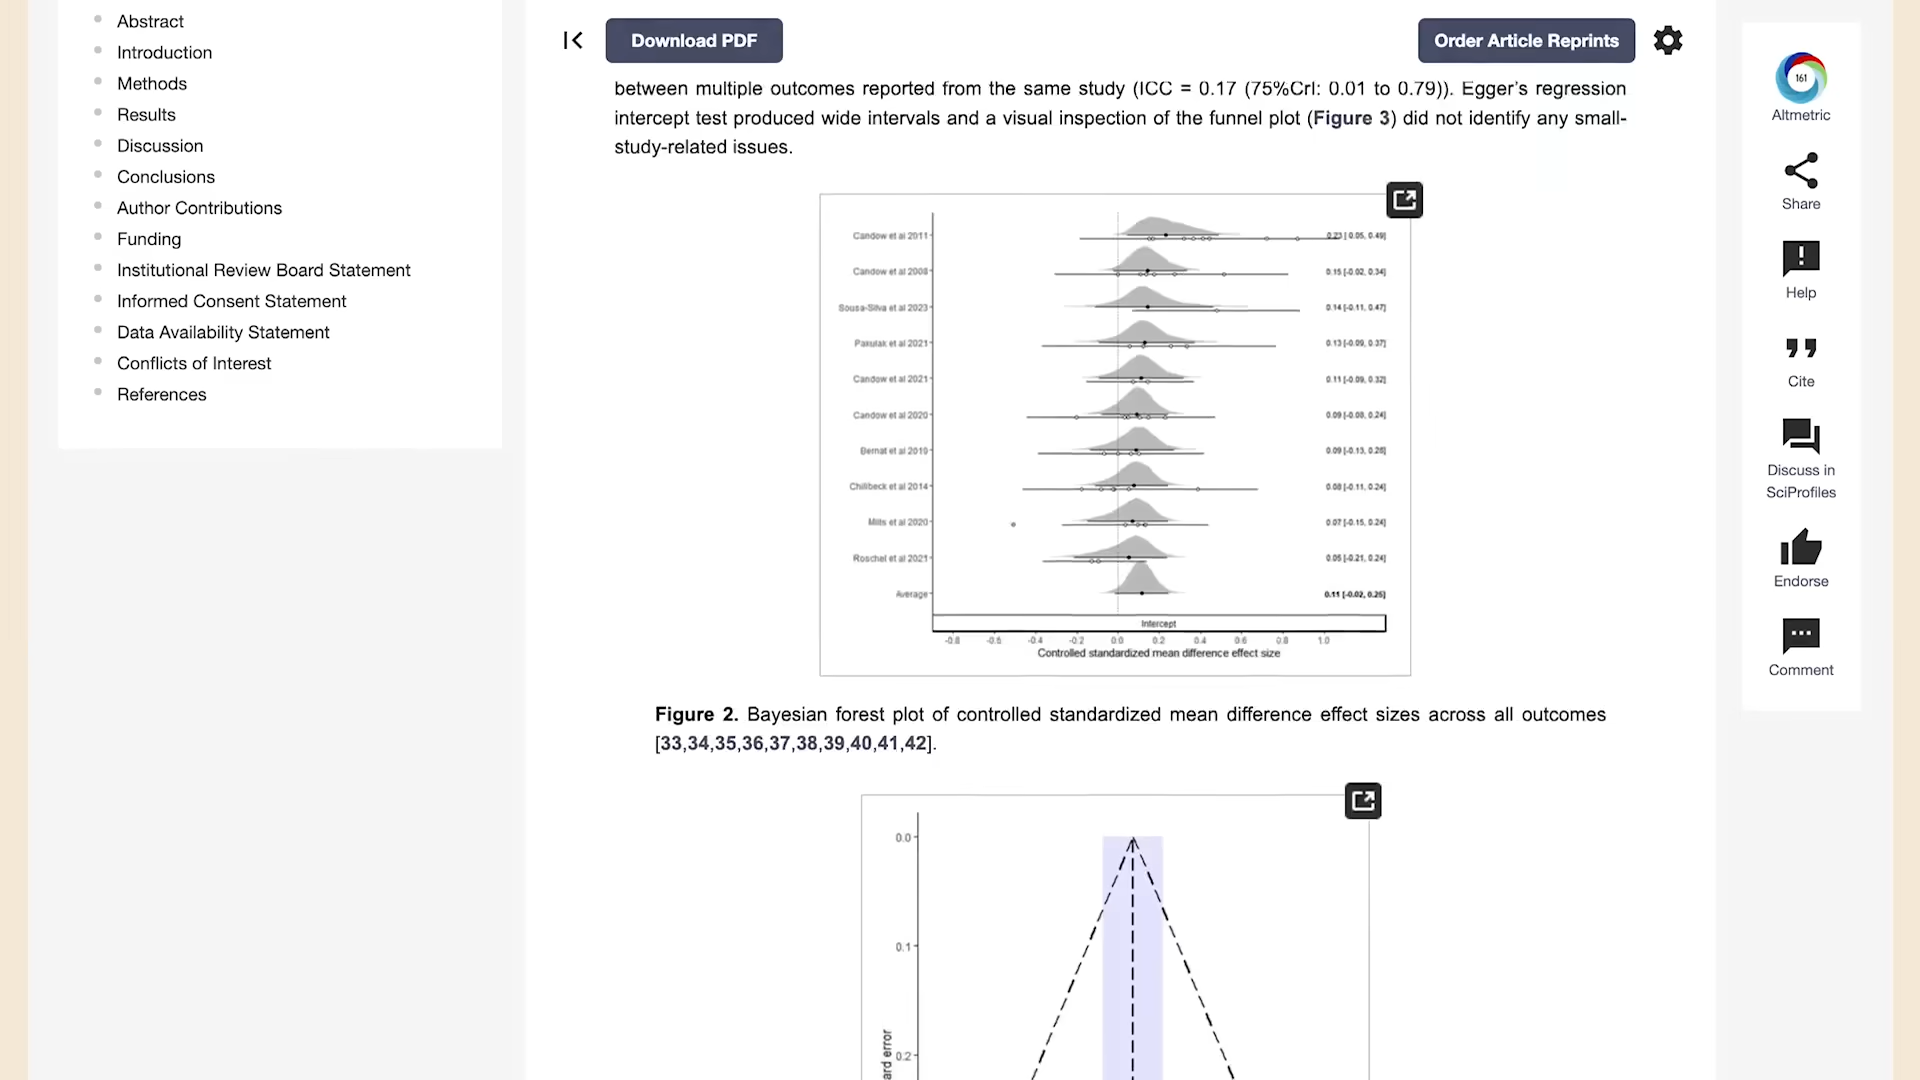 Abstract
Introduction
Methods
Results
Discussion
Conclusions
Author Contributions
Funding
Institutional Review Board Statement
Informed Consent Statement
Data Availability Statement
Conflicts of Interest
References
Download PDF
Order Article Reprints
between multiple outcomes reported from the same study (ICC = 0.17 (75%CrI: 0.01 to 0.79)). Egger's regression
intercept test produced wide intervals and a visual inspection of the funnel plot (Figure 3) did not identify any small-
study-related issues.
Candow et al 2011 0.23 [ 0.05, 0.49]
Candow et al 2008 0.15 [-0.02, 0.34]
Sousa-Silva et al 2023 0.14 [-0.11, 0.47]
et al 2021 0.13 [-0.09, 0.37]
Candow et al 2021 0.11 [-0.09, 0.32]
Candow et al 2020 0.09 [-0.08, 0.24]
Bernat et al 2019 0.09 [-0.13, 0.28]
Chilibeck et al 2014 0.08 [-0.11, 0.24]
Mills et al 2020 0.07 [-0.15, 0.24]
Roschel et al 2021 0.05 [-0.21, 0.24]
Average 0.11 [-0.02, 0.25]
Intercept
-0.8 -0.6 -0.4 -0.2 0.0 0.2 0.4 0.6 0.8 1.0
Controlled standardized mean difference effect size
Figure 2. Bayesian forest plot of controlled standardized mean difference effect sizes across all outcomes
[33,34,35,36,37,38,39,40,41,42].
0.0
0.1
0.2
ard error
161
Altmetric
Share
Help
Cite
Discuss in
SciProfiles
Endorse
Comment